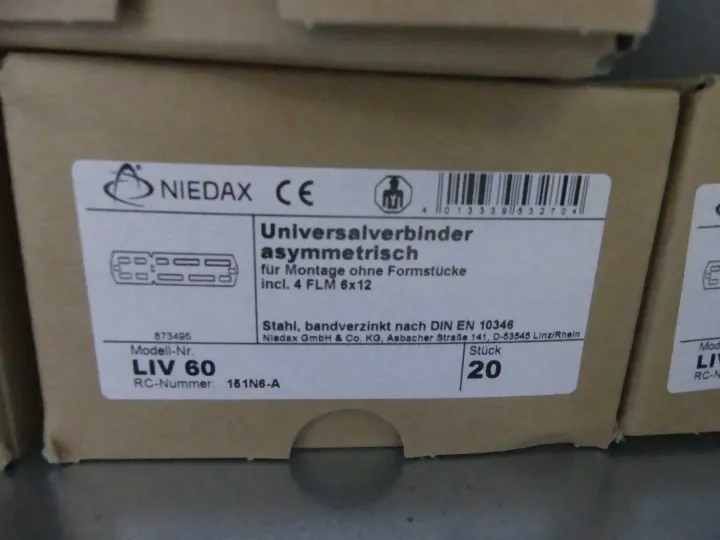 NIEDAX CE
4 013339 632704
Universalverbinder
asymmetrisch
für Montage ohne Formstücke
incl. 4 FLM 6x12
Stahl, bandverzinkt nach DIN EN 10346
Niedax GmbH & Co. KG, Asbacher Straße 141, D-53545 Linz/Rhein
673495
Modell-Nr.
LIV 60
RC-Nummer: 151N6-A
Stück
20
LIV
RC-N